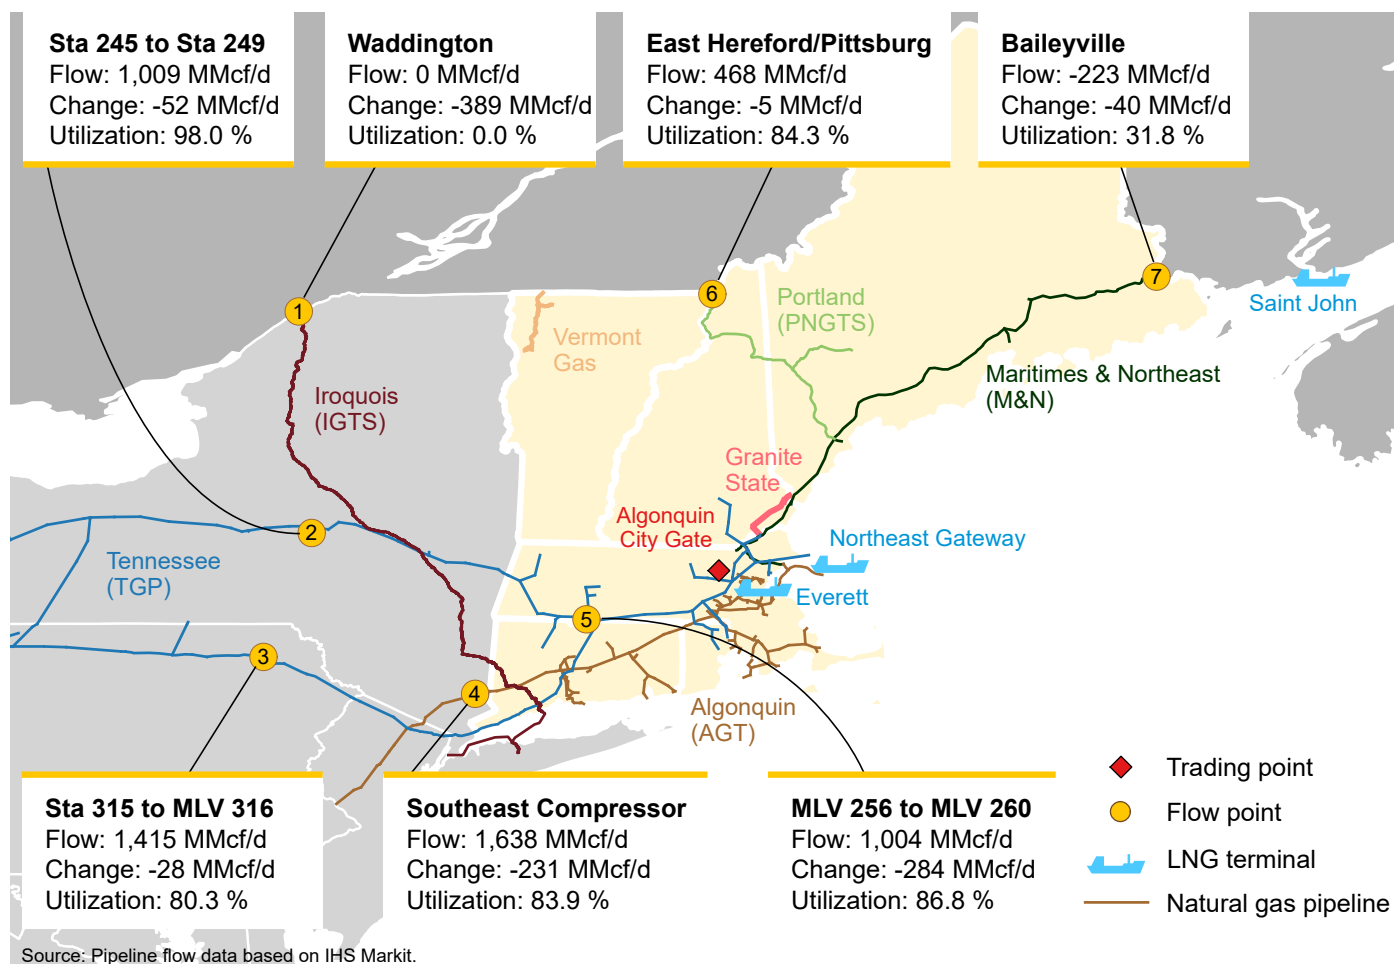 Sta 245 to Sta 249
Flow: 1,009 MMcf/d
Change: -52 MMcf/d
Utilization: 98.0 %
Waddington
Flow: 0 MMcf/d
Change: -389 MMcf/d
Utilization: 0.0 %
East Hereford/Pittsburg
Flow: 468 MMcf/d
Change: -5 MMcf/d
Utilization: 84.3 %
Baileyville
Flow: -223 MMcf/d
Change: -40 MMcf/d
Utilization: 31.8 %
1
6
7
Saint John
Portland
(PNGTS)
Vermont
Gas
Iroquois
(IGTS)
Maritimes & Northeast
(M&N)
Granite
State
Algonquin
City Gate
2
Northeast Gateway
Tennessee
(TGP)
Everett
5
3
4
Algonquin
(AGT)
Sta 315 to MLV 316
Flow: 1,415 MMcf/d
Change: -28 MMcf/d
Utilization: 80.3 %
Southeast Compressor
Flow: 1,638 MMcf/d
Change: -231 MMcf/d
Utilization: 83.9 %
MLV 256 to MLV 260
Flow: 1,004 MMcf/d
Change: -284 MMcf/d
Utilization: 86.8 %
Trading point
Flow point
LNG terminal
Natural gas pipeline
Source: Pipeline flow data based on IHS Markit.